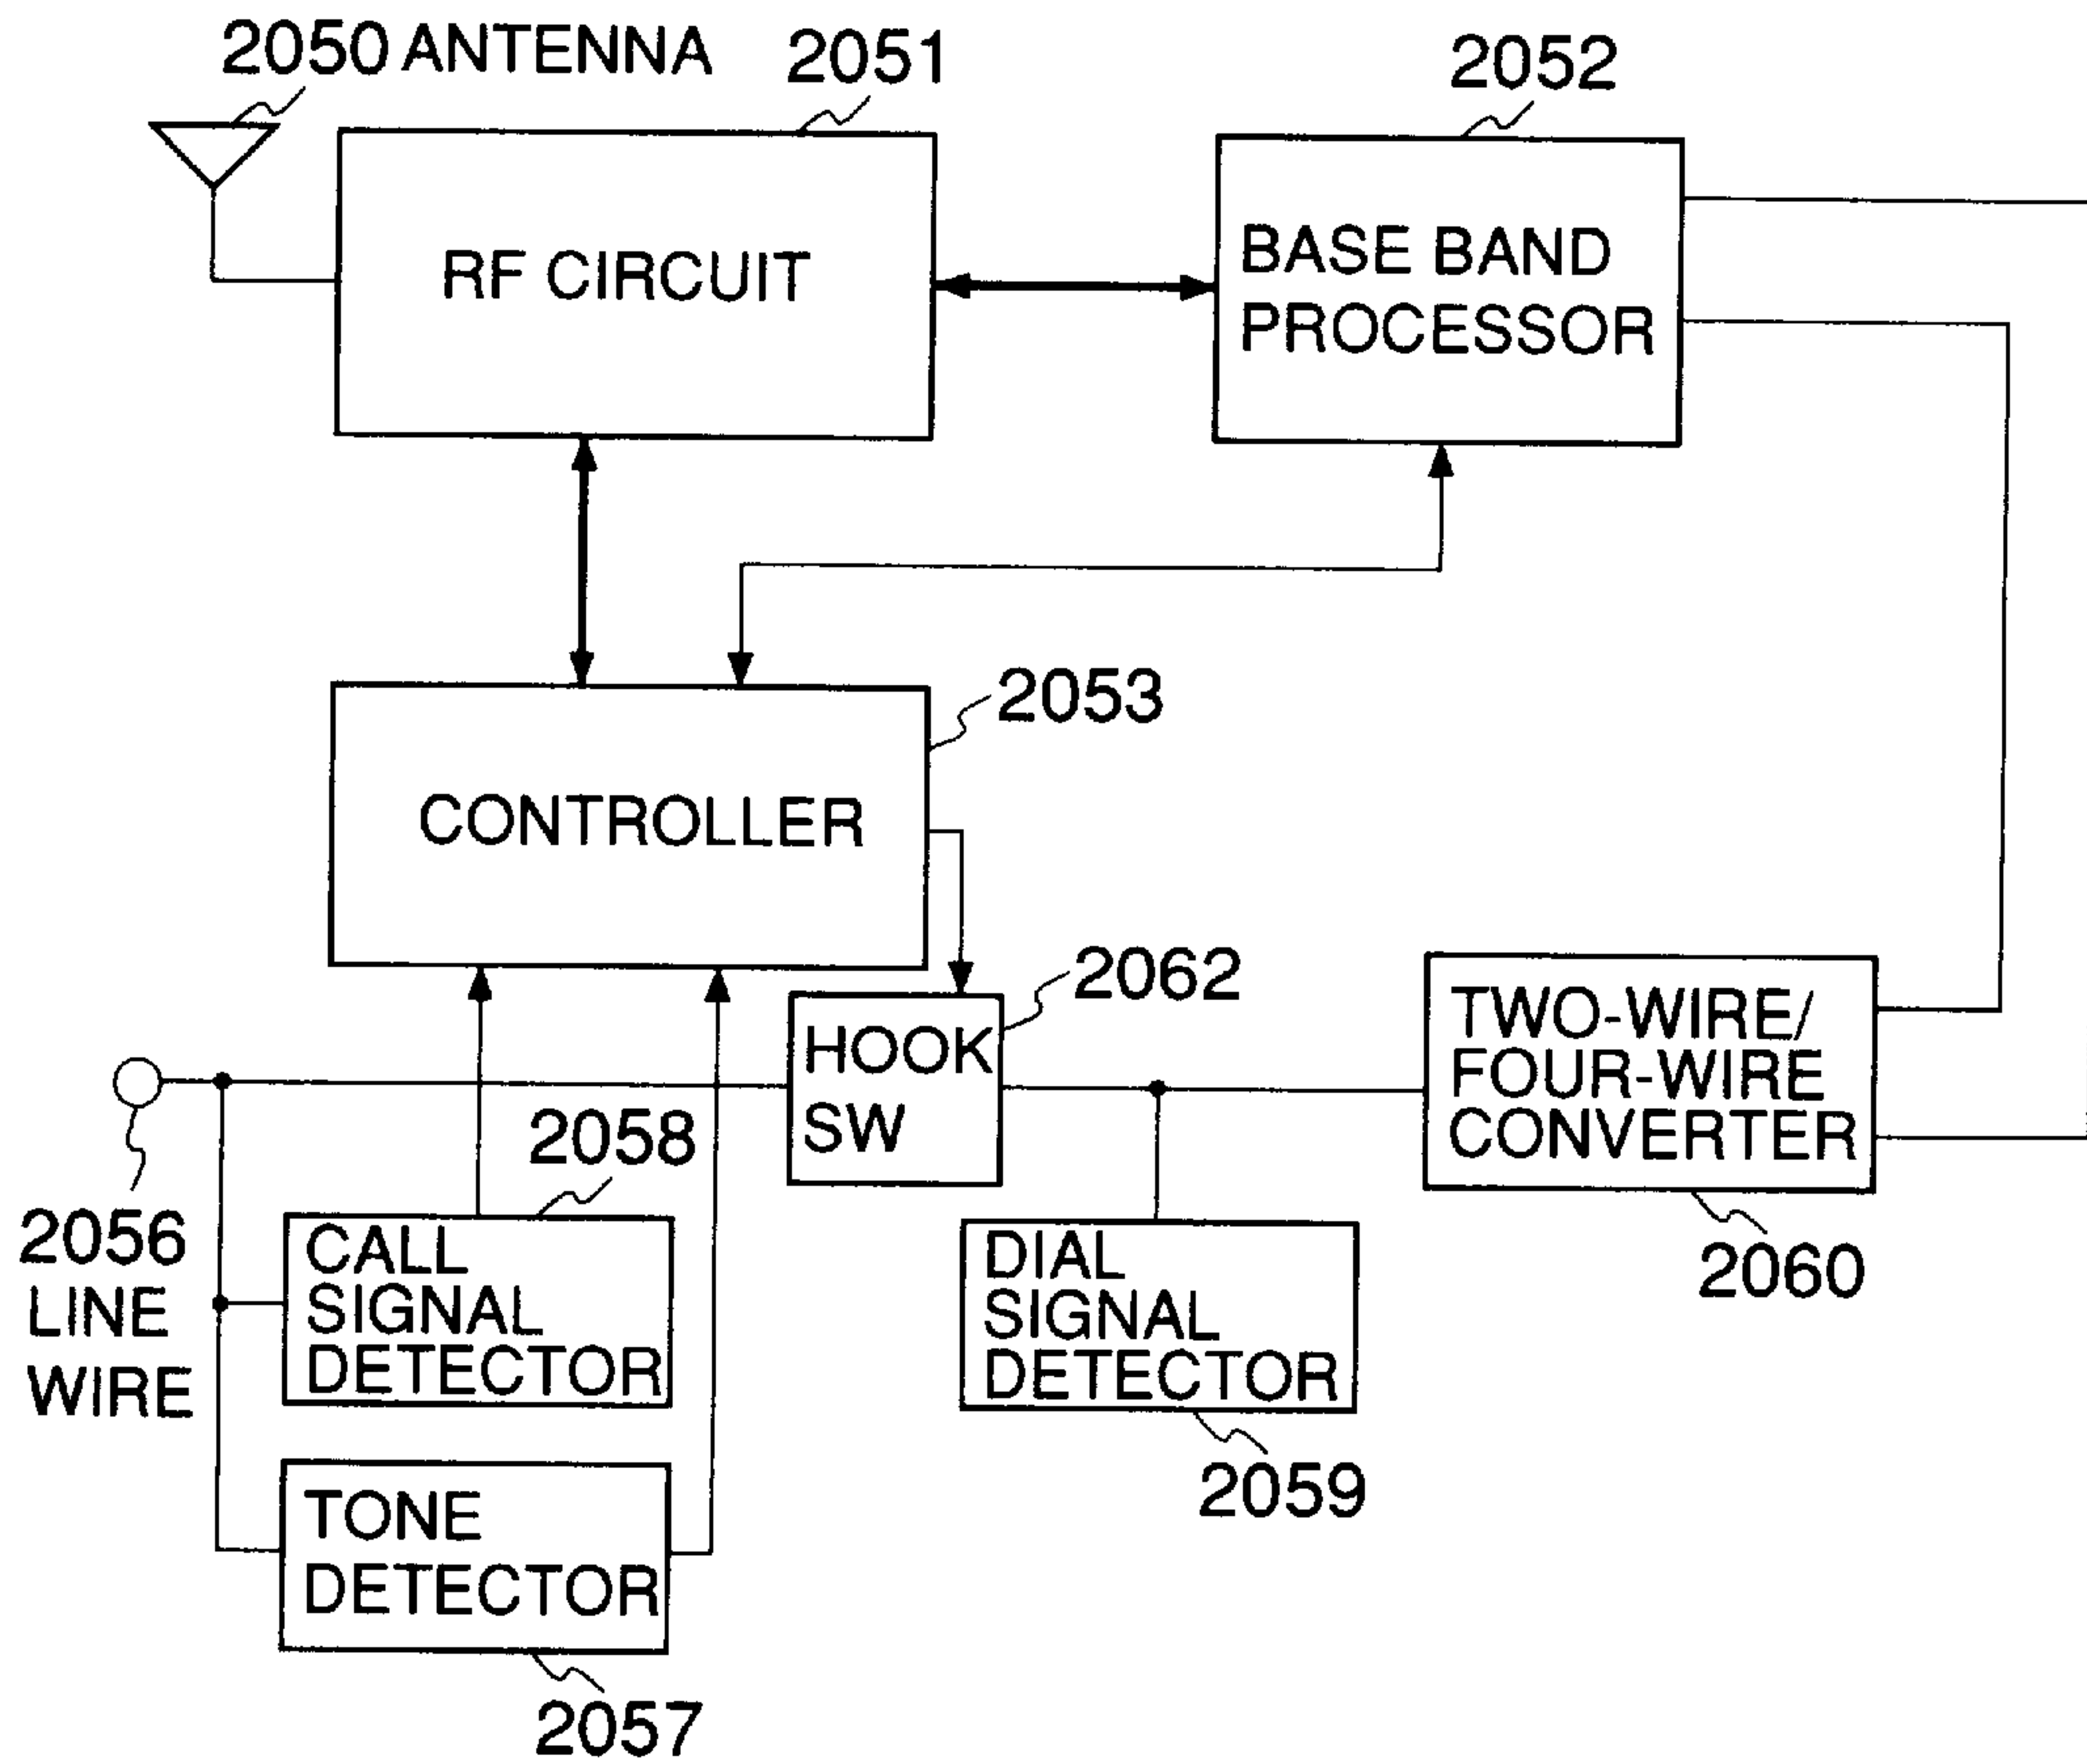 2050 ANTENNA
2051
2052
RF CIRCUIT
BASE BAND
PROCESSOR
2053
CONTROLLER
2062
HOOK
SW
TWO-WIRE/
FOUR-WIRE
CONVERTER
2058
2056
LINE
WIRE
CALL
SIGNAL
DETECTOR
DIAL
SIGNAL
DETECTOR
2060
2059
TONE
DETECTOR
2057